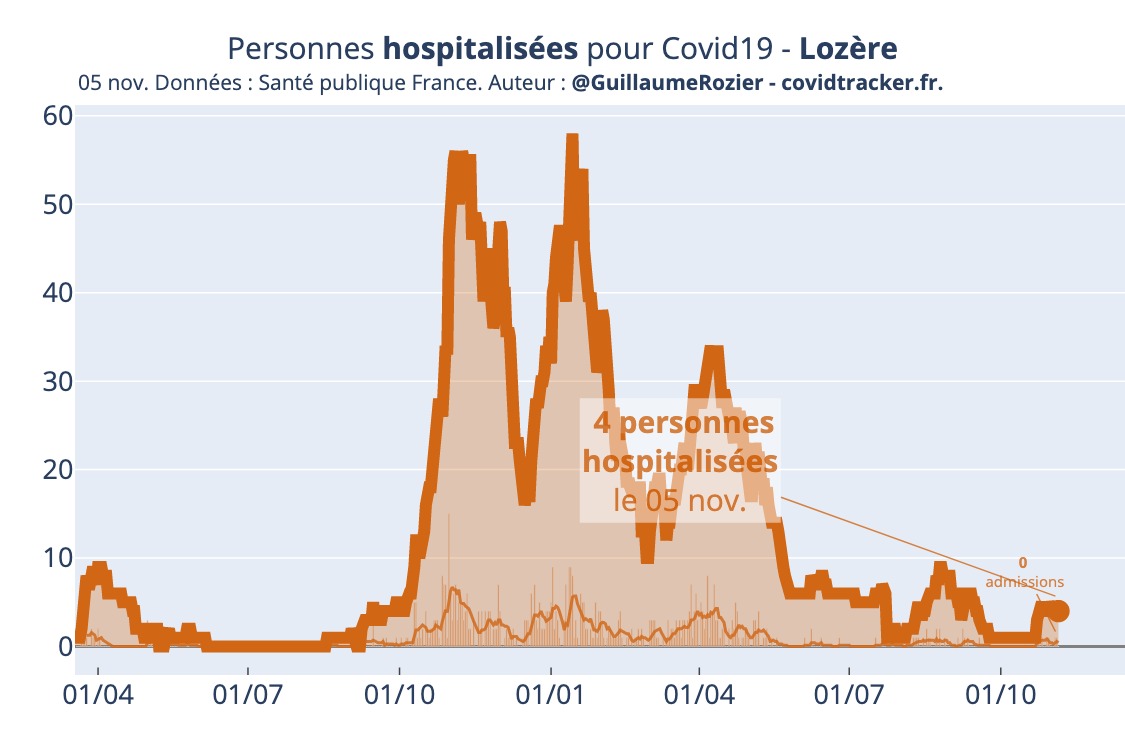 Personnes hospitalisées pour Covid19 - Lozère
05 nov. Données : Santé publique France. Auteur : @GuillaumeRozier - covidtracker.fr.
60
50
40
30
20
10
0
4 personnes
hospitalisées
le 05 nov.
0
admissions
01/04 01/07 01/10 01/01 01/04 01/07 01/10